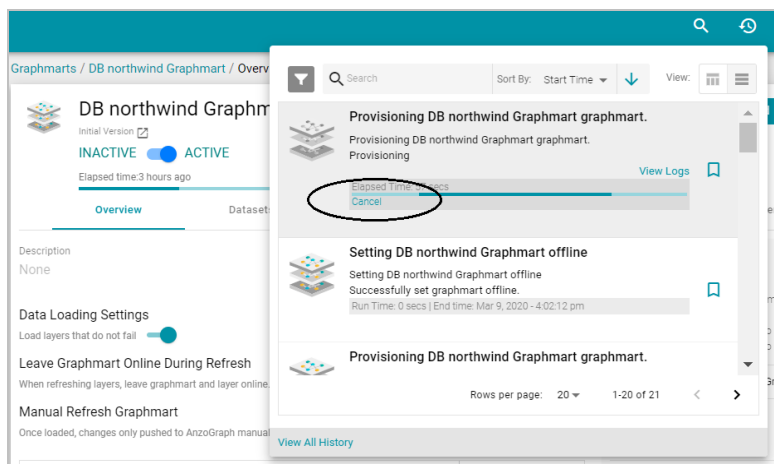 Graphmarts / DB northwind Graphmart / Overv
DB northwind Graphm
Initial Version
INACTIVE ACTIVE
Elapsed time:3 hours ago
Overview Dataset
Description
None
Data Loading Settings
Load layers that do not fail
Leave Graphmart Online During Refresh
When refreshing layers, leave graphmart and layer online.
Manual Refresh Graphmart
Once loaded, changes only pushed to AnzoGraph manual
Search Sort By: Start Time View:
Provisioning DB northwind Graphmart graphmart.
Provisioning DB northwind Graphmart graphmart.
Provisioning
View Logs
Elapsed Time: 57 secs
Cancel
Setting DB northwind Graphmart offline
Setting DB northwind Graphmart offline
Successfully set graphmart offline.
Run Time: 0 secs | End time: Mar 9, 2020 - 4:02:12 pm
Provisioning DB northwind Graphmart graphmart.
Rows per page: 20 1-20 of 21
View All History